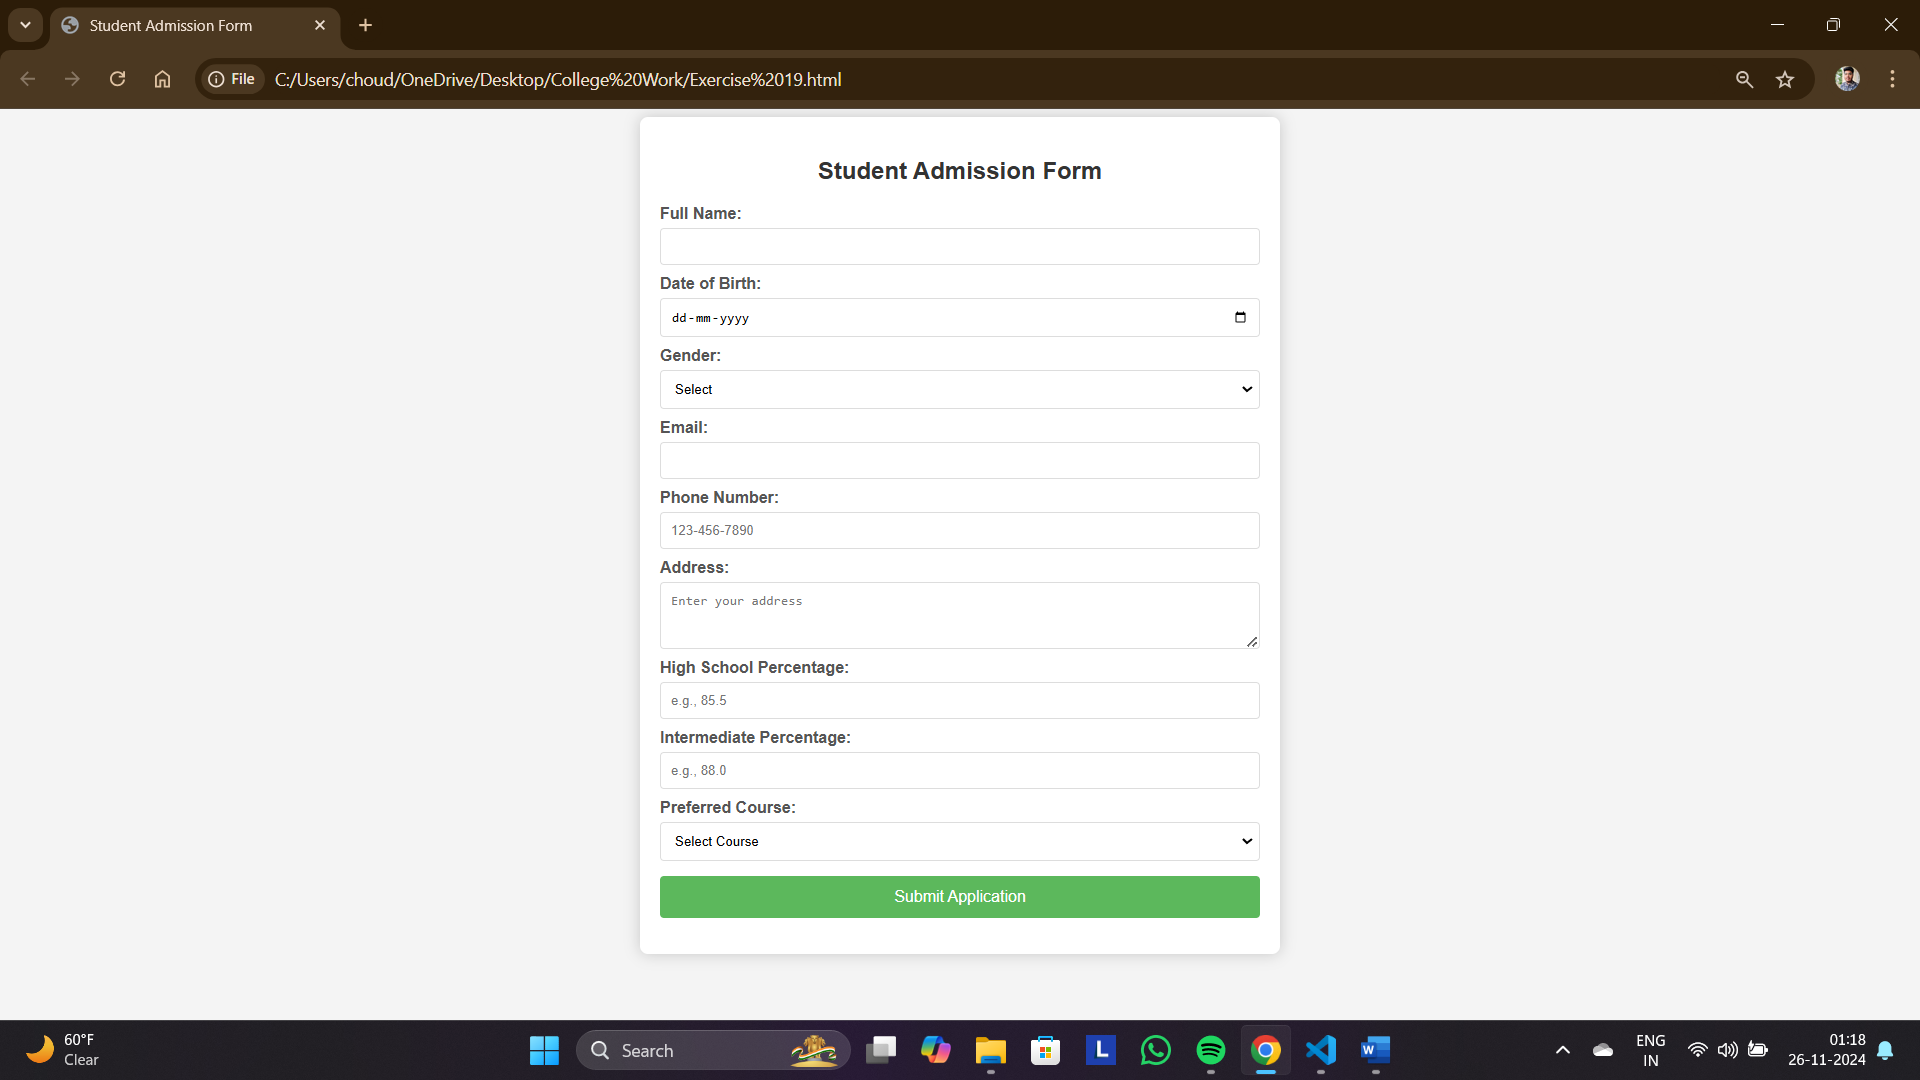 Student Admission Form
File
C:/Users/choud/OneDrive/Desktop/College%20Work/Exercise%2019.html
Student Admission Form
Full Name:
Date of Birth:
dd-mm-yyyy
Gender:
Select
Email:
Phone Number:
123-456-7890
Address:
Enter your address
High School Percentage:
e.g., 85.5
Intermediate Percentage:
e.g., 88.0
Preferred Course:
Select Course
Submit Application
60°F
Clear
Search
L
W
ENG
IN
01:18
26-11-2024